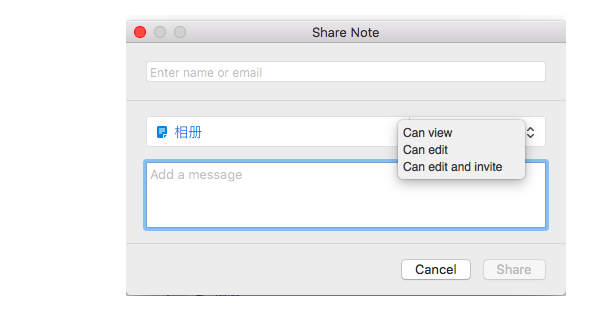 Share Note
Enter name or email
相册
Can view
Can edit
Can edit and invite
Add a message
Cancel
Share